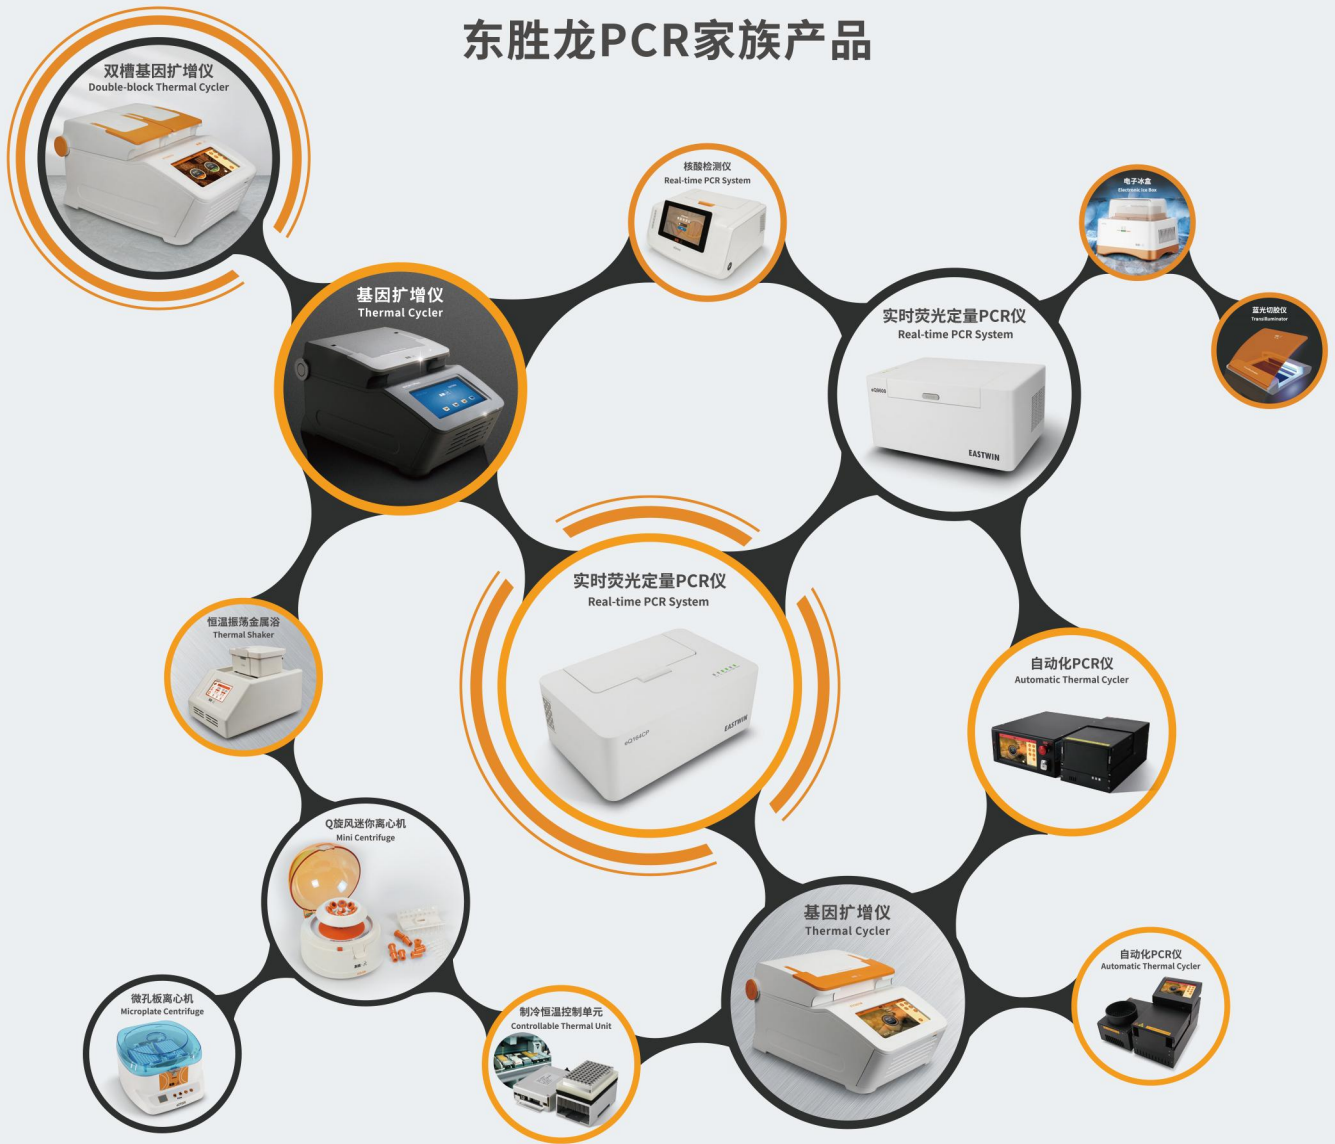 东胜龙PCR家族产品
双槽基因扩增仪
Double-block Thermal Cycler
核酸检测仪
Real-time PCR System
电子冰盒
Electronic Ice Box
基因扩增仪
Thermal Cycler
实时荧光定量PCR仪
Real-time PCR System
EASTWIN
蓝光切胶仪
Transilluminator
实时荧光定量PCR仪
Real-time PCR System
eQ164CP
EASTWIN
恒温振荡金属浴
Thermal Shaker
自动化PCR仪
Automatic Thermal Cycler
Q旋风迷你离心机
Mini Centrifuge
基因扩增仪
Thermal Cycler
自动化PCR仪
Automatic Thermal Cycler
微孔板离心机
Microplate Centrifuge
制冷恒温控制单元
Controllable Thermal Unit